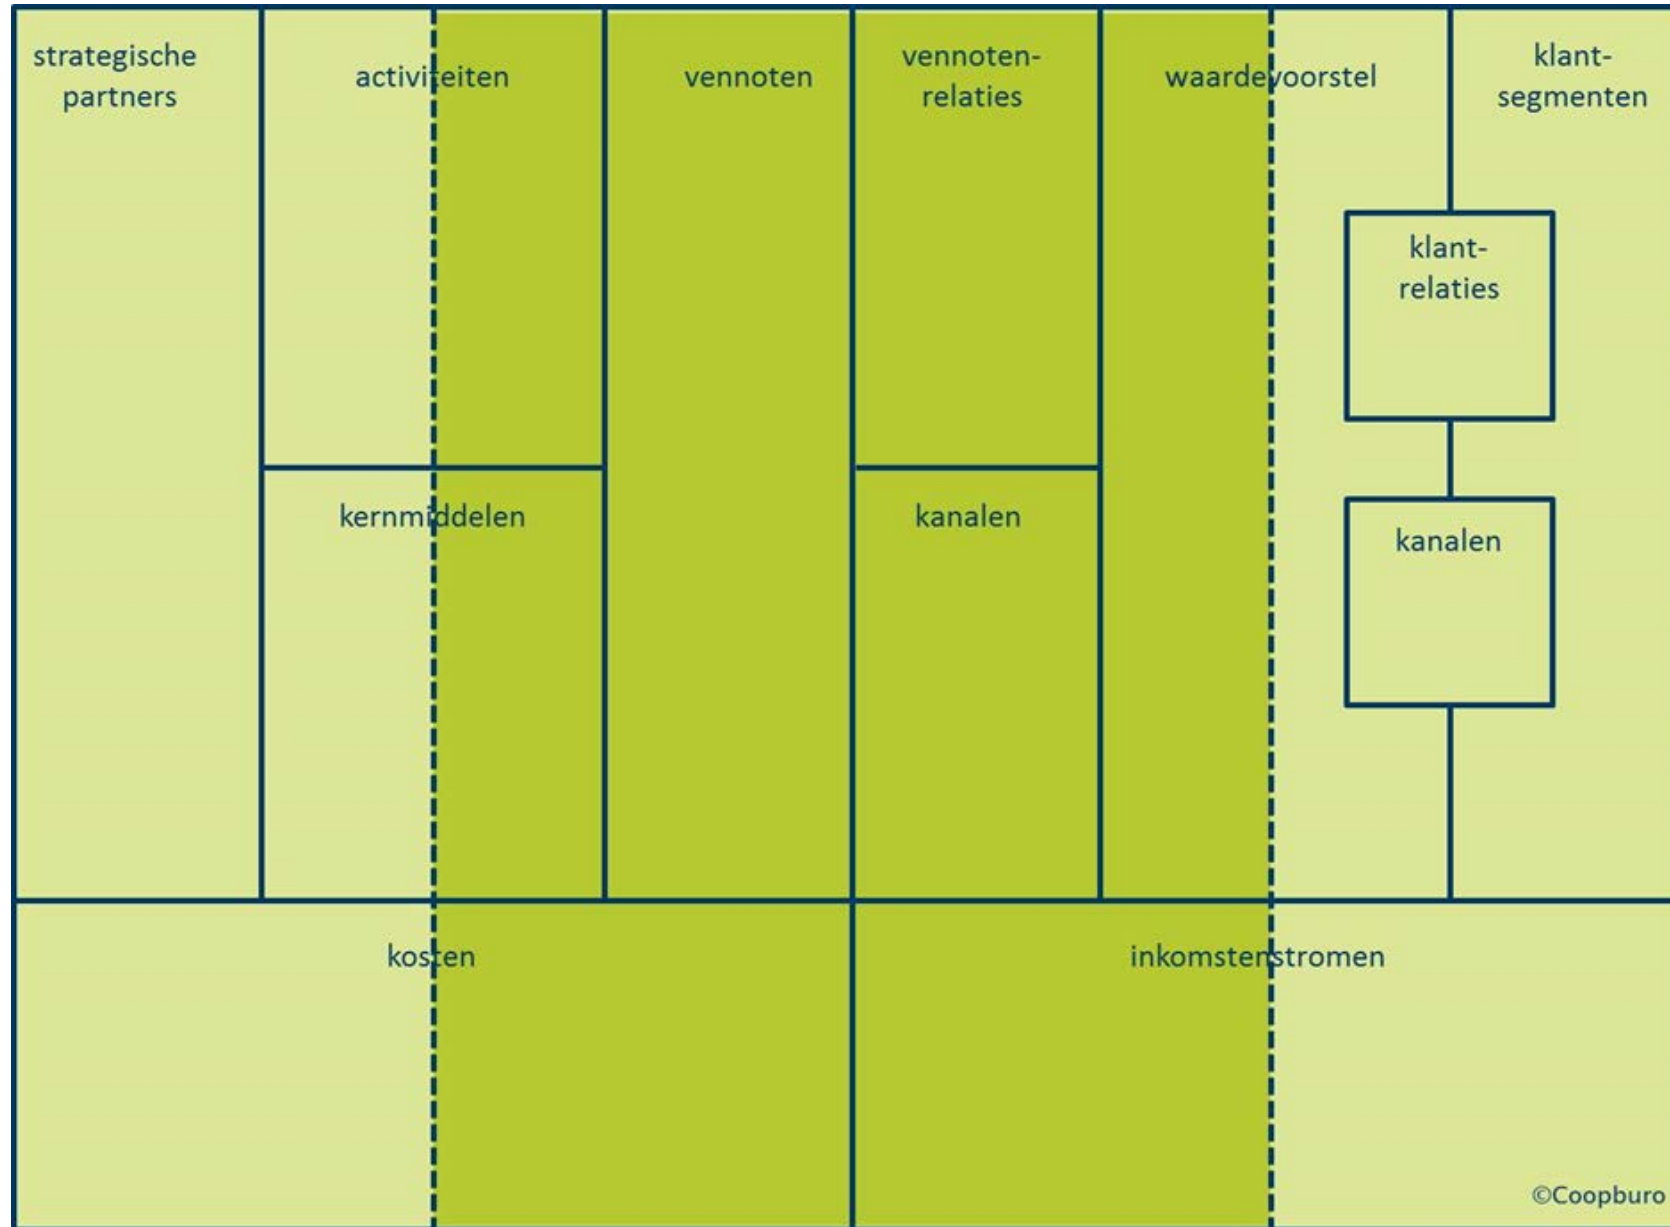 strategische
partners
activiteiten
vennoten
vennoten-
relaties
waardevoorstel
klant-
segmenten
klant-
relaties
kernmiddelen
kanalen
kanalen
kosten
inkomstenstromen
©Coopburo